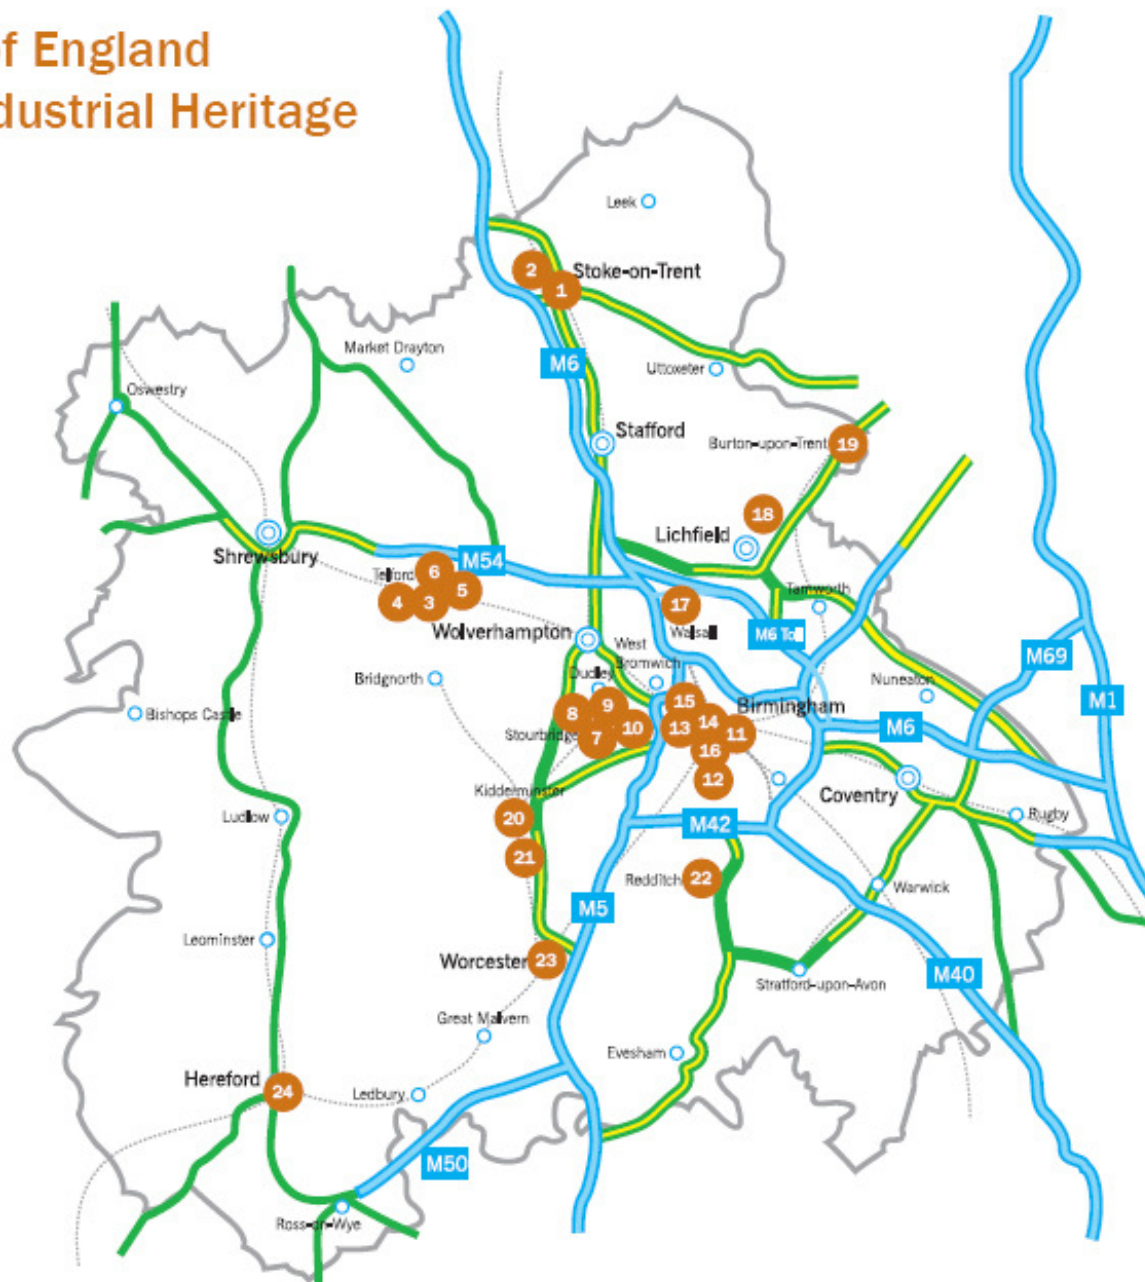 of England
dustrial Heritage
Leek
2
Stoke-on-Trent
1
Market Drayton
M6
Uttoxeter
Oswestry
Stafford
Burton-upon-Trent
19
18
Lichfield
Shrewsbury
M54
Telford
6
5
4
3
Tamworth
17
Wolverhampton
West
Bromwich
Walsall
M6 Toll
M69
Bridgnorth
Dudley
Nuneaton
M1
Bishops Castle
8
9
15
Birmingham
Stourbridge
7
10
13
14
11
M6
16
12
Kidderminster
Coventry
20
Ludlow
M42
Rugby
21
Redditch
22
Warwick
M5
Leominster
Worcester
23
M40
Stratford-upon-Avon
Great Malvern
Evesham
Hereford
24
Ledbury
M50
Ross-on-Wye